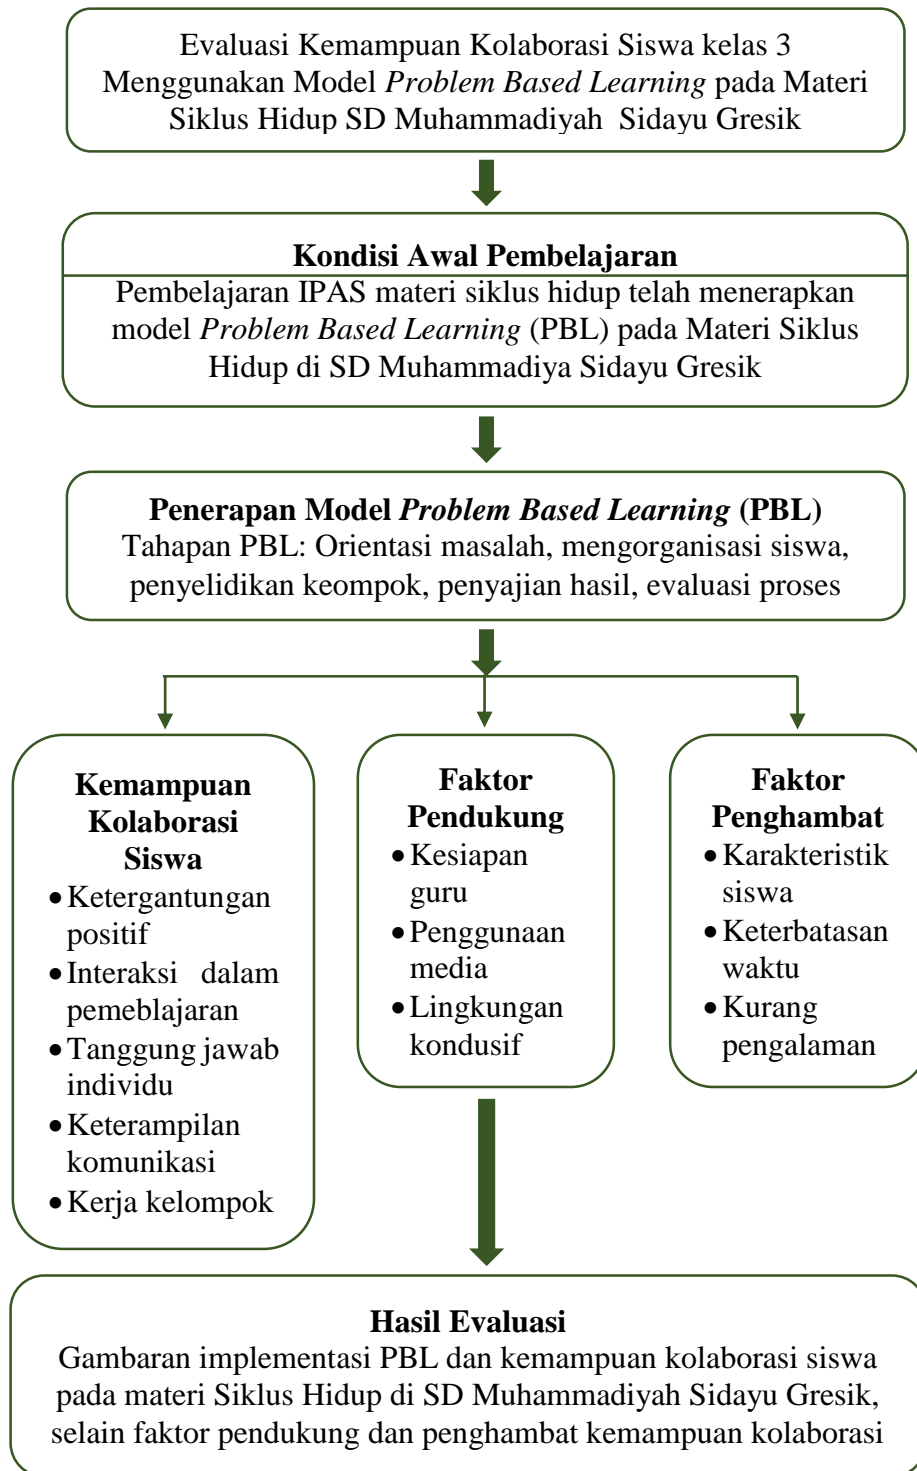 Evaluasi Kemampuan Kolaborasi Siswa kelas 3
Menggunakan Model Problem Based Learning pada Materi
Siklus Hidup SD Muhammadiyah Sidayu Gresik
Kondisi Awal Pembelajaran
Pembelajaran IPAS materi siklus hidup telah menerapkan
model Problem Based Learning (PBL) pada Materi Siklus
Hidup di SD Muhammadiya Sidayu Gresik
Penerapan Model Problem Based Learning (PBL)
Tahapan PBL: Orientasi masalah, mengorganisasi siswa,
penyelidikan keompok, penyajian hasil, evaluasi proses
Kemampuan
Kolaborasi
Siswa
• Ketergantungan
positif
• Interaksi dalam
pemeblajaran
• Tanggung jawab
individu
• Keterampilan
komunikasi
• Kerja kelompok
Faktor
Pendukung
• Kesiapan
guru
• Penggunaan
media
• Lingkungan
kondusif
Faktor
Penghambat
• Karakteristik
siswa
• Keterbatasan
waktu
• Kurang
pengalaman
Hasil Evaluasi
Gambaran implementasi PBL dan kemampuan kolaborasi siswa
pada materi Siklus Hidup di SD Muhammadiyah Sidayu Gresik,
selain faktor pendukung dan penghambat kemampuan kolaborasi